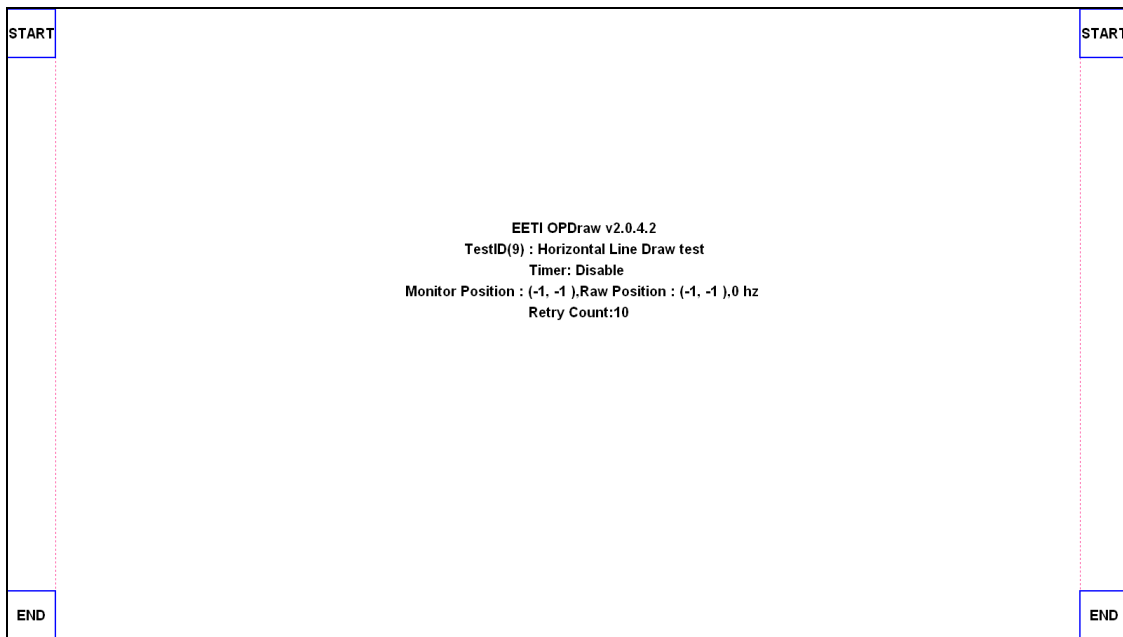 START
START
EETI OPDraw v2.0.4.2
TestID(9) : Horizontal Line Draw test
Timer: Disable
Monitor Position : (-1, -1 ),Raw Position : (-1, -1 ),0 hz
Retry Count:10
END
END